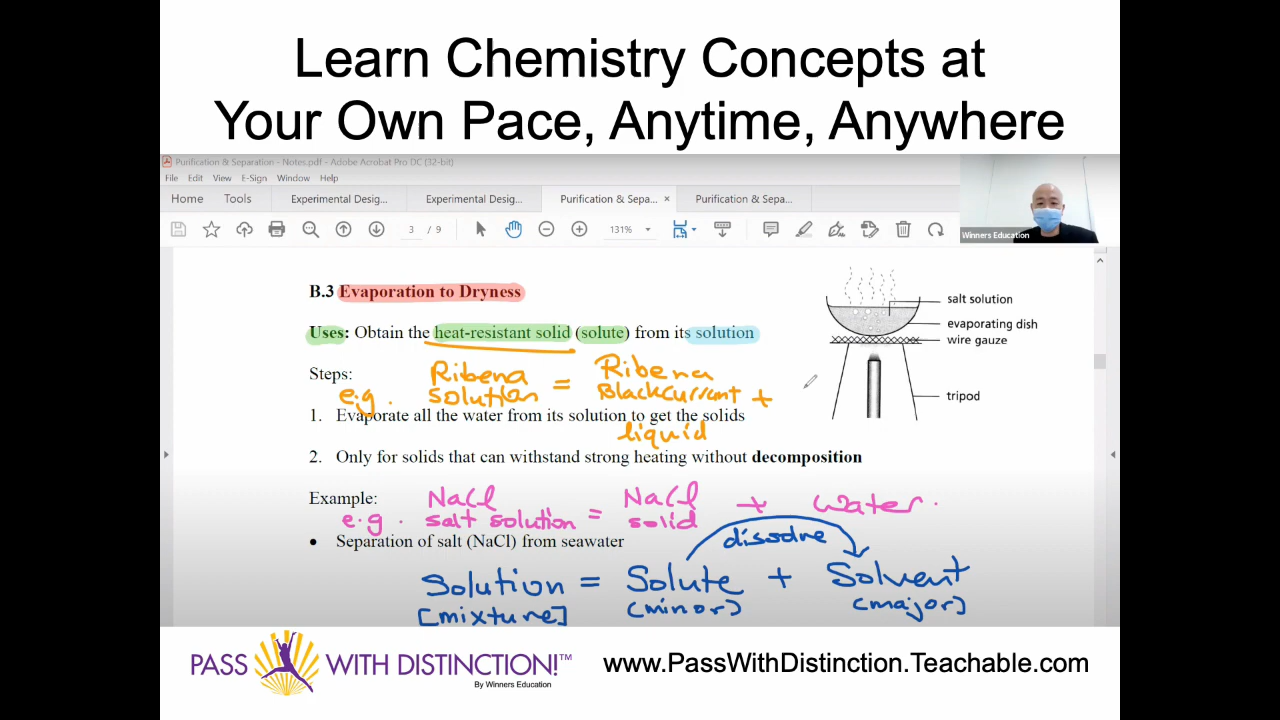 Learn Chemistry Concepts at
Your Own Pace, Anytime, Anywhere
Purification & Separation - Notes.pdf - Adobe Acrobat Pro DC (32-bit)
File Edit View E-Sign Window Help
Home Tools Experimental Desig... Experimental Desig... Purification & Sepa... × Purification & Sepa...
3 / 9 131%
Winners Education
B.3 Evaporation to Dryness
salt solution
evaporating dish
wire gauze
tripod
Uses: Obtain the heat-resistant solid (solute) from its solution
Steps:
e.g. Ribena solution = Ribena Blackcurrant + liquid
1. Evaporate all the water from its solution to get the solids
2. Only for solids that can withstand strong heating without decomposition
Example:
e.g. NaCl salt solution = NaCl solid + water.
• Separation of salt (NaCl) from seawater
dissolve
Solution = Solute + Solvent
[mixture] (minor) (major)
PASS WITH DISTINCTION!™
By Winners Education
www.PassWithDistinction.Teachable.com